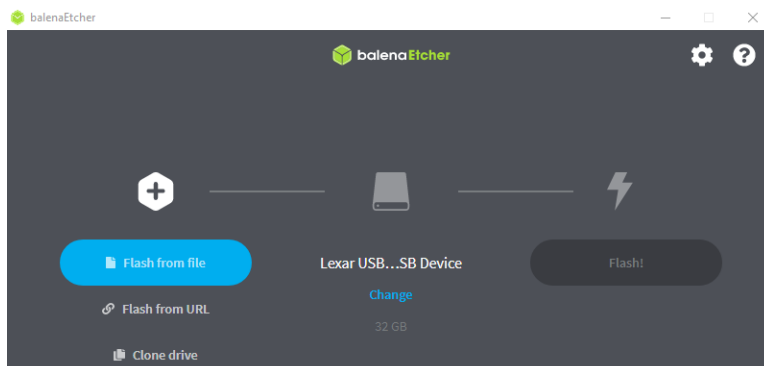 balenaEtcher
balenaEtcher
Flash from file
Lexar USB...SB Device
Flash!
Change
Flash from URL
32 GB
Clone drive